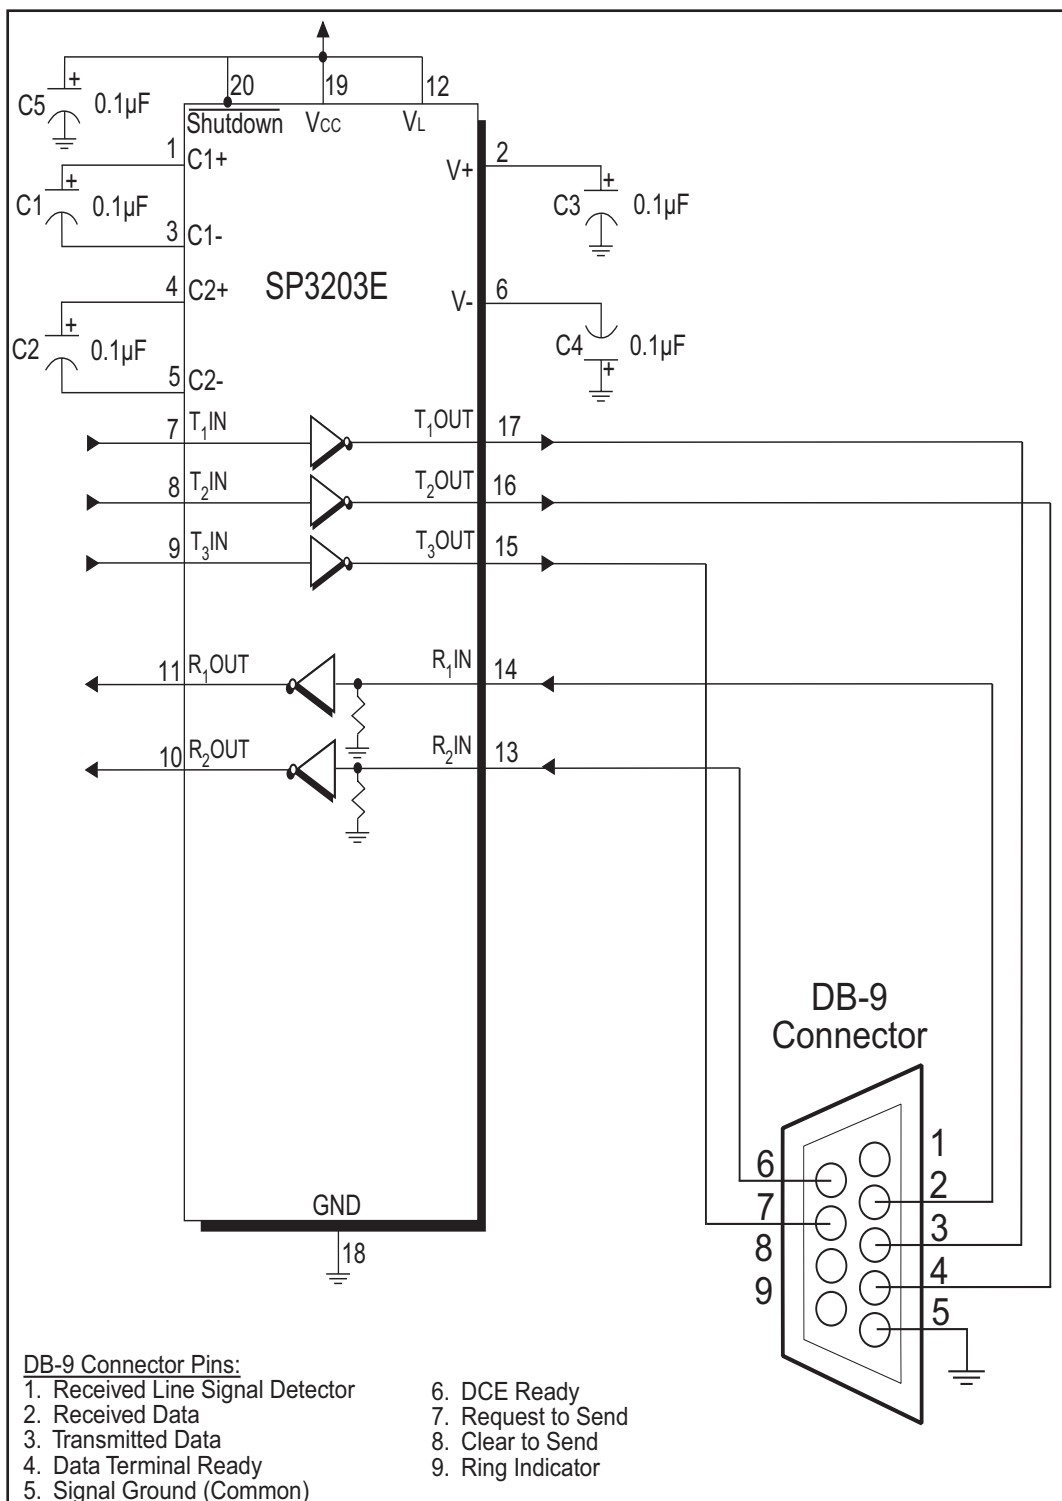 20 19 12
C5 + 0.1µF
Shutdown VCC VL
1 C1+
C1 + 0.1µF
3 C1-
V+ 2
C3 + 0.1µF
4 C2+
SP3203E
V- 6
C2 + 0.1µF
C4 0.1µF
+
5 C2-
7 T1IN T1OUT 17
8 T2IN T2OUT 16
9 T3IN T3OUT 15
11 R1OUT R1IN 14
10 R2OUT R2IN 13
DB-9
Connector
6
7
8
9
1
2
3
4
5
GND
18
DB-9 Connector Pins:
1. Received Line Signal Detector
2. Received Data
3. Transmitted Data
4. Data Terminal Ready
5. Signal Ground (Common)
6. DCE Ready
7. Request to Send
8. Clear to Send
9. Ring Indicator